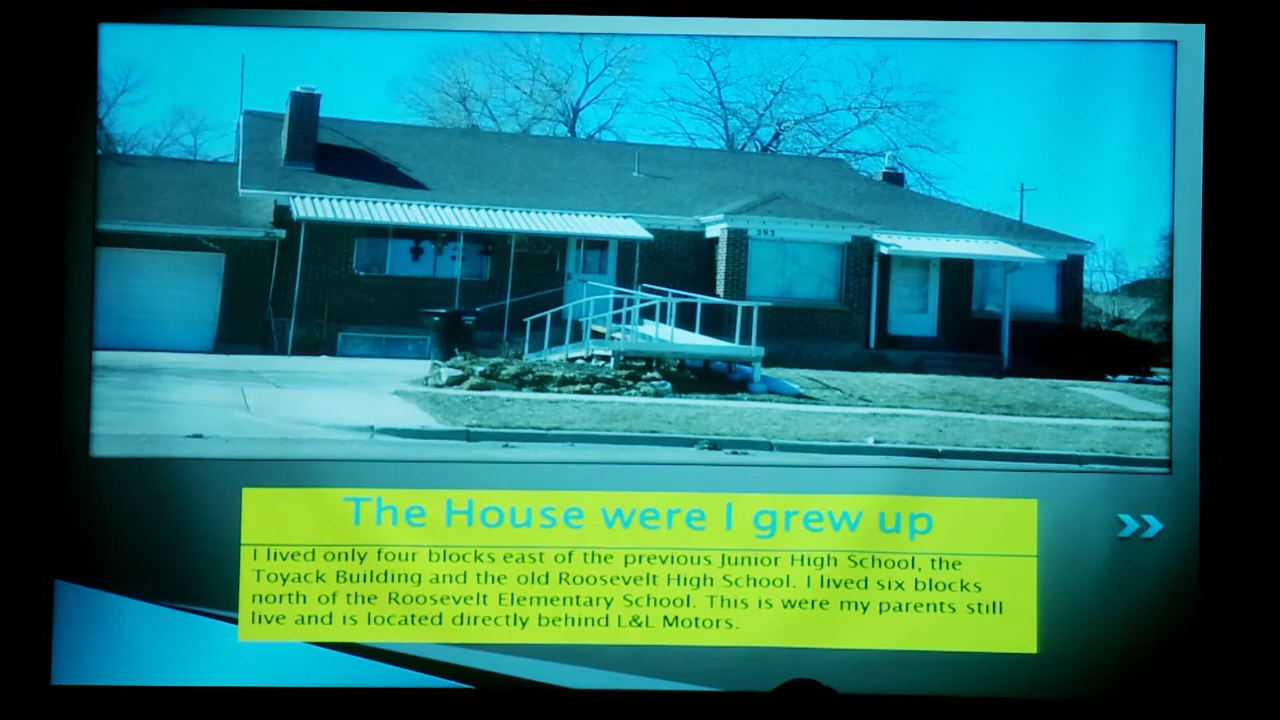 393
The House were I grew up
I lived only four blocks east of the previous Junior High School, the
Toyack Building and the old Roosevelt High School. I lived six blocks
north of the Roosevelt Elementary School. This is were my parents still
live and is located directly behind L&L Motors.